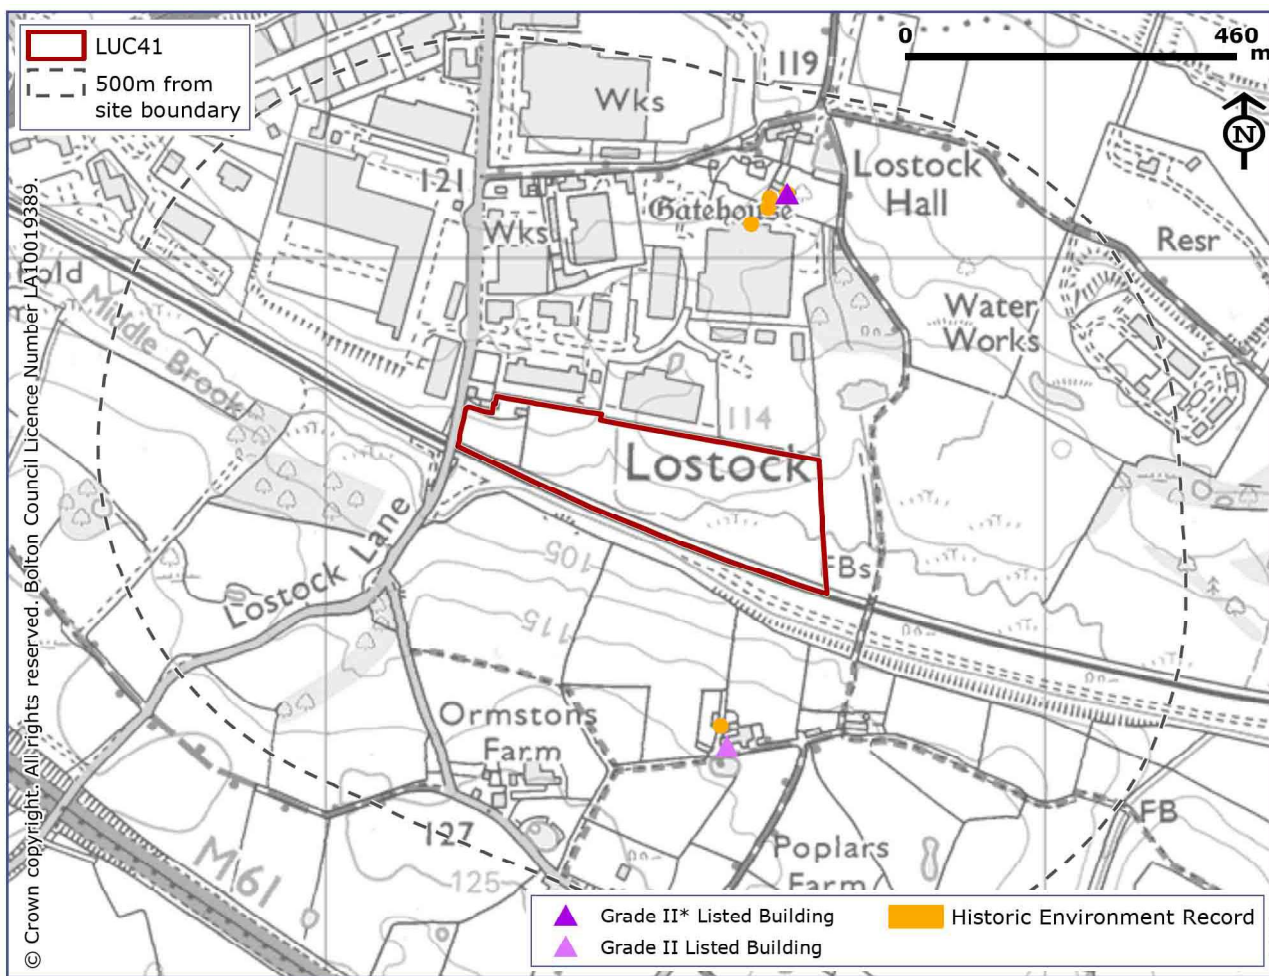 LUC41
500m from
site boundary
0 460
m
N
119
Wks
Lostock
Hall
121
Gatehouse
Wks
Resr
Water
Works
Middle Brook
114
Lostock
Lostock Lane
FBs
105
115
Ormstons
Farm
127
125
M61
Poplars
Farm
FB
© Crown copyright. All rights reserved. Bolton Council Licence Number LA10019389.
Grade II* Listed Building
Grade II Listed Building
Historic Environment Record